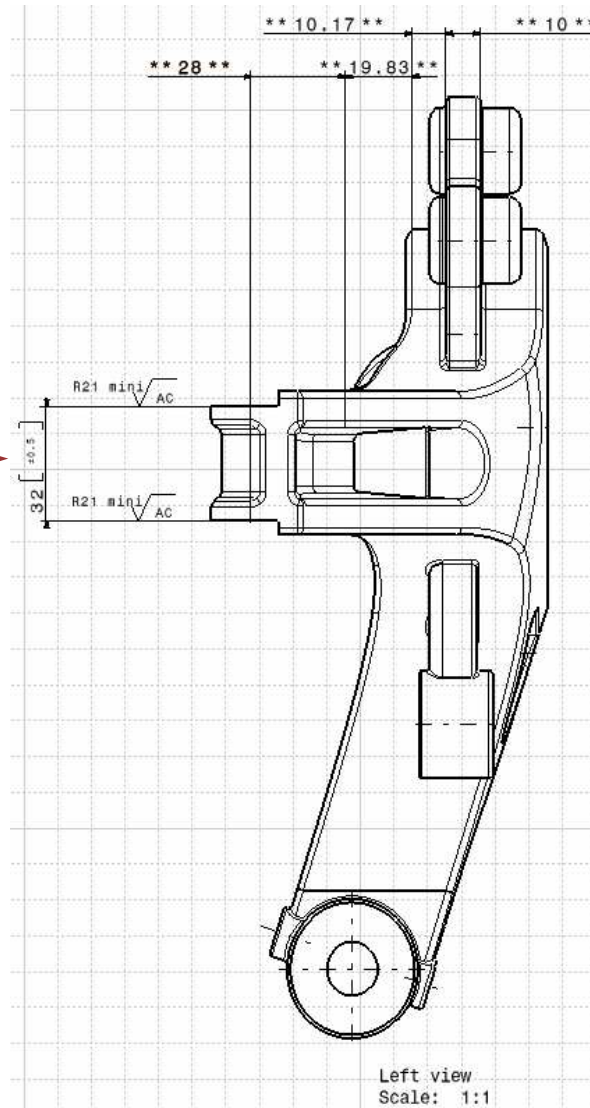 ** 10.17 **
** 10 **
** 28 **
** 19.83 **
R21 mini
AC
32 ±0.5
R21 mini
AC
Left view
Scale: 1:1